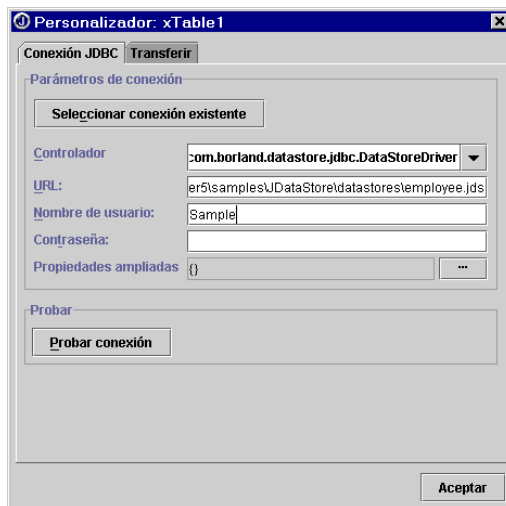 Personalizador: xTable1
Conexión JDBC Transferir
Parámetros de conexión
Seleccionar conexión existente
Controlador com.borland.datastore.jdbc.DataStoreDriver
URL: er5\samples\JDataStore\datastores\employee.jds
Nombre de usuario: Sample
Contraseña:
Propiedades ampliadas {} ...
Probar
Probar conexión
Aceptar